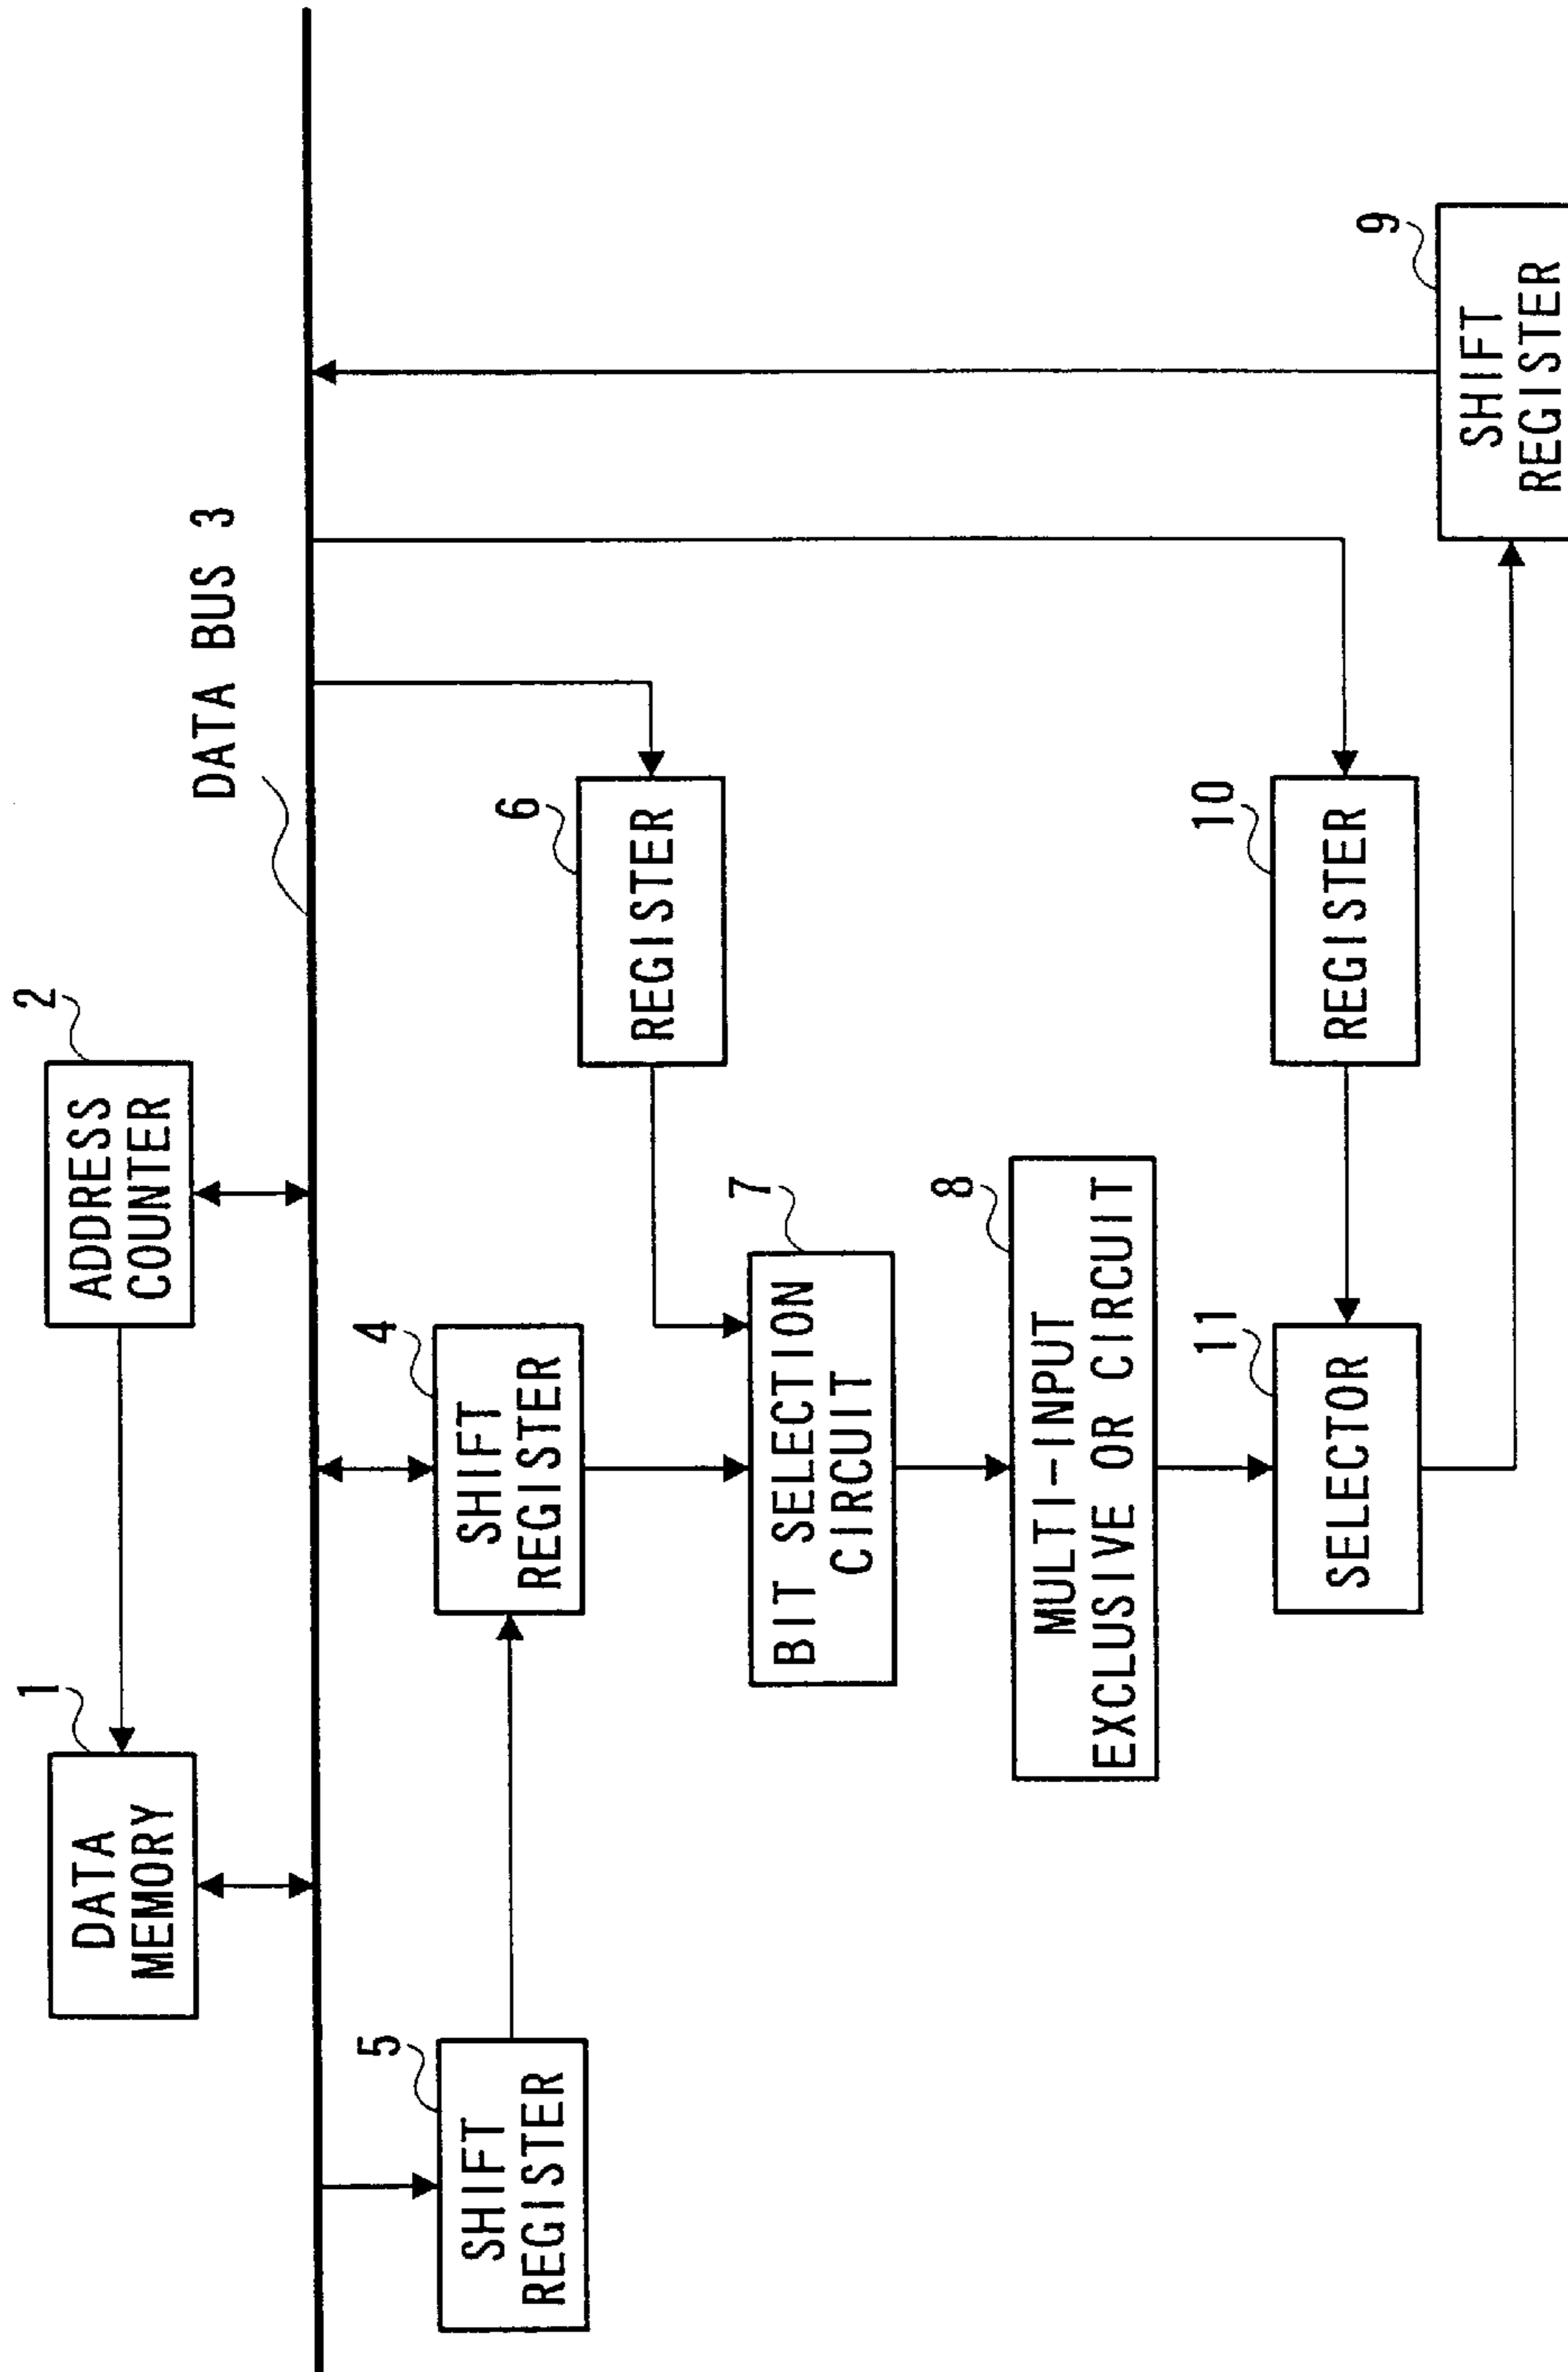 1
DATA
MEMORY
2
ADDRESS
COUNTER
DATA BUS 3
5
SHIFT
REGISTER
4
SHIFT
REGISTER
6
REGISTER
7
BIT SELECTION
CIRCUIT
8
MULTI-INPUT
EXCLUSIVE OR CIRCUIT
11
SELECTOR
10
REGISTER
9
SHIFT
REGISTER